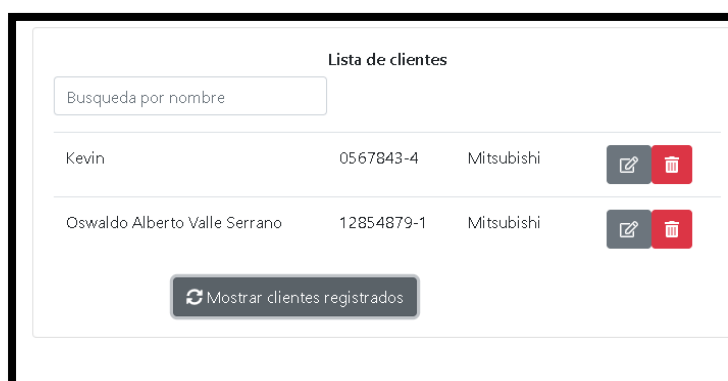 Lista de clientes
Busqueda por nombre
Kevin 0567843-4 Mitsubishi
Oswaldo Alberto Valle Serrano 12854879-1 Mitsubishi
Mostrar clientes registrados